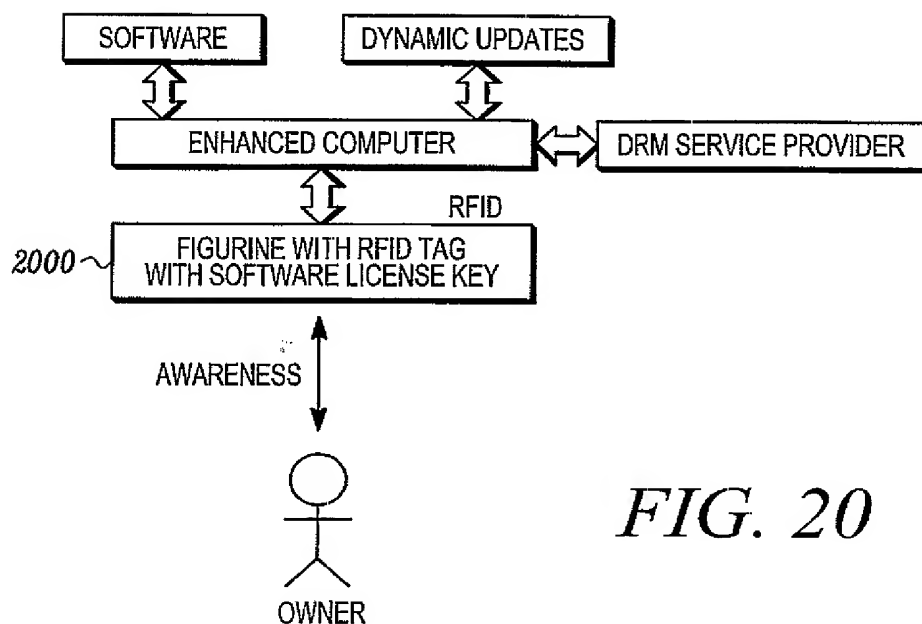 SOFTWARE
DYNAMIC UPDATES
ENHANCED COMPUTER
DRM SERVICE PROVIDER
RFID
2000
FIGURINE WITH RFID TAG
WITH SOFTWARE LICENSE KEY
AWARENESS
OWNER
FIG. 20